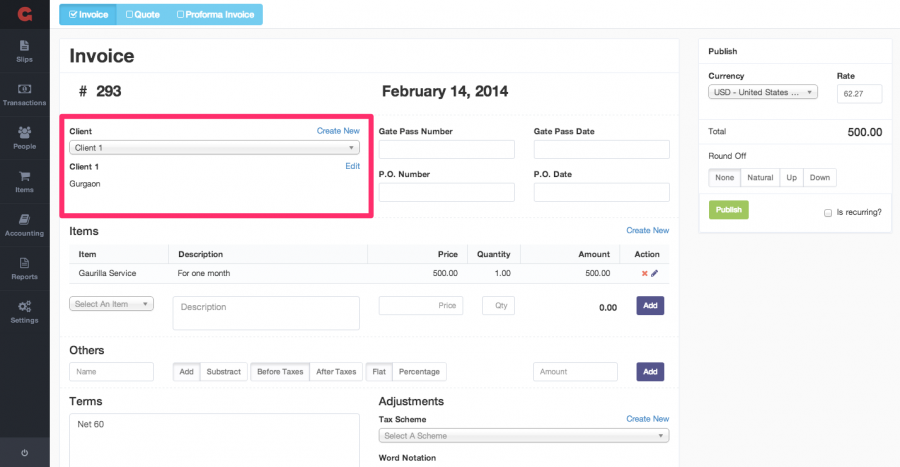 Invoice Quote Proforma Invoice
Slips
Transactions
People
Items
Accounting
Reports
Settings
Invoice
# 293 February 14, 2014
Client Create New
Client 1
Client 1 Edit
Gurgaon
Gate Pass Number Gate Pass Date
P.O. Number P.O. Date
Items Create New
Item Description Price Quantity Amount Action
Gaurilla Service For one month 500.00 1.00 500.00
Select An Item Description Price Qty 0.00 Add
Others
Name Add Substract Before Taxes After Taxes Flat Percentage Amount Add
Terms
Net 60
Adjustments
Tax Scheme Create New
Select A Scheme
Word Notation
Publish
Currency Rate
USD - United States ... 62.27
Total 500.00
Round Off
None Natural Up Down
Publish Is recurring?